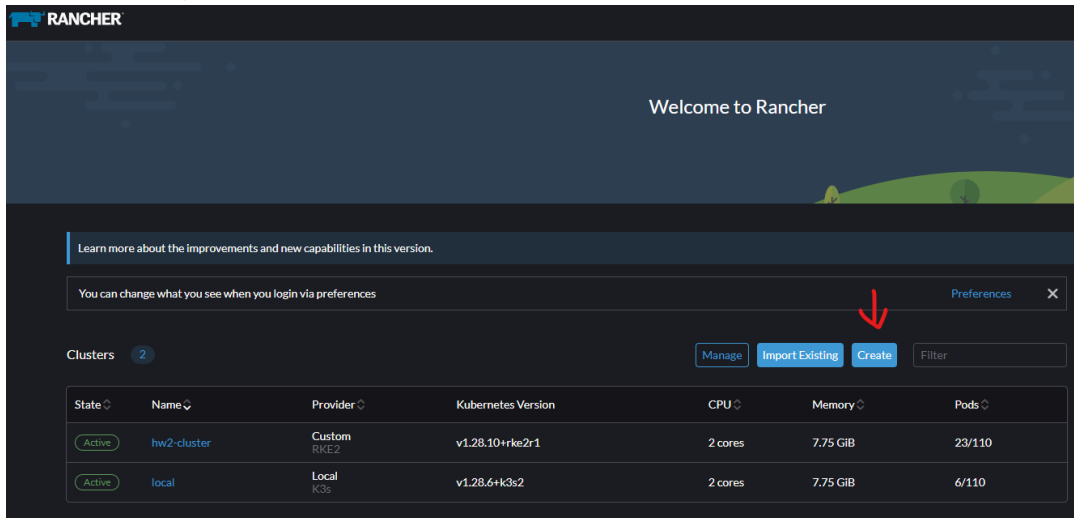 RANCHER
Welcome to Rancher
Learn more about the improvements and new capabilities in this version.
You can change what you see when you login via preferences Preferences
Clusters 2 Manage Import Existing Create Filter
State Name Provider Kubernetes Version CPU Memory Pods
Active hw2-cluster Custom v1.28.10+rke2r1 2 cores 7.75 GiB 23/110
RKE2
Active local Local v1.28.6+k3s2 2 cores 7.75 GiB 6/110
K3s